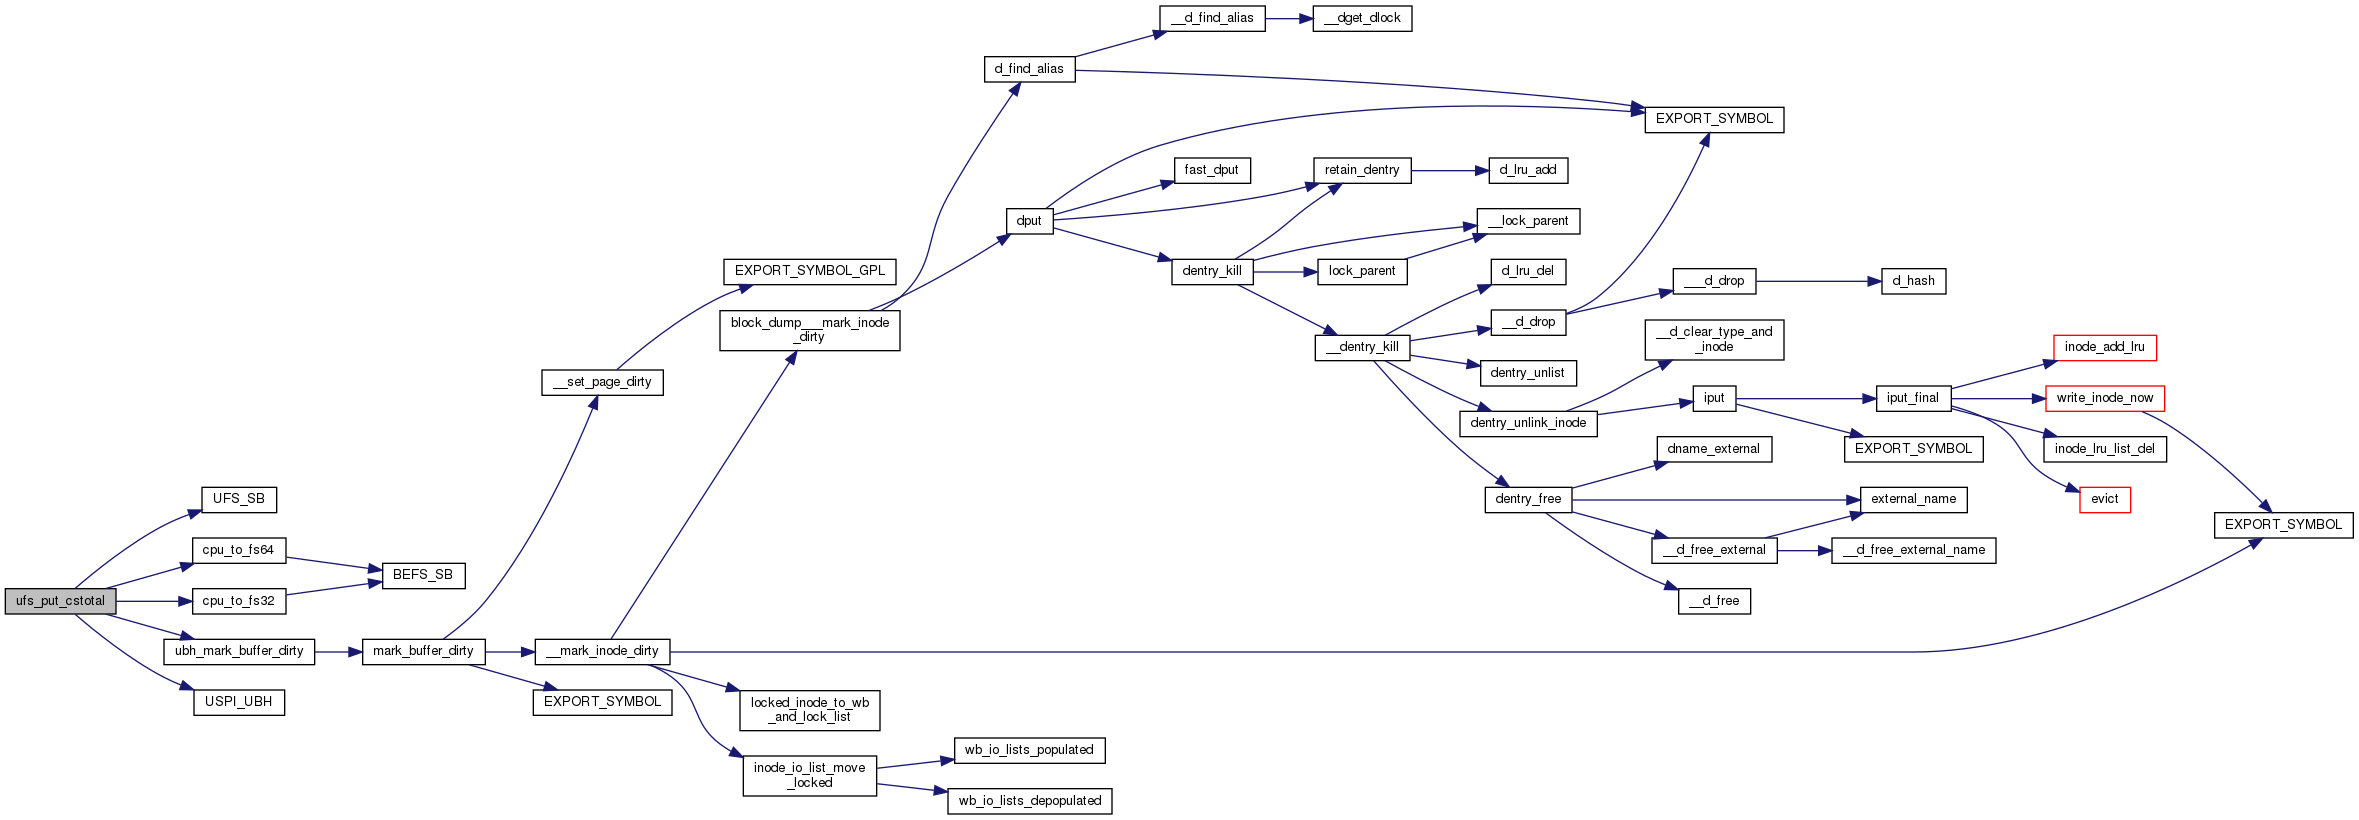 ufs_put_cstotal
UFS_SB
cpu_to_fs64
cpu_to_fs32
BEFS_SB
ubh_mark_buffer_dirty
USPI_UBH
mark_buffer_dirty
__set_page_dirty
EXPORT_SYMBOL_GPL
__mark_inode_dirty
EXPORT_SYMBOL
block_dump___mark_inode
_dirty
locked_inode_to_wb
_and_lock_list
inode_io_list_move
_locked
wb_io_lists_populated
wb_io_lists_depopulated
d_find_alias
__d_find_alias
__dget_dlock
EXPORT_SYMBOL
dput
fast_dput
retain_dentry
d_lru_add
dentry_kill
__lock_parent
lock_parent
__dentry_kill
d_lru_del
__d_drop
___d_drop
d_hash
dentry_unlist
dentry_unlink_inode
__d_clear_type_and
_inode
iput
iput_final
EXPORT_SYMBOL
inode_add_lru
write_inode_now
inode_lru_list_del
evict
EXPORT_SYMBOL
dentry_free
dname_external
external_name
__d_free_external
__d_free_external_name
__d_free